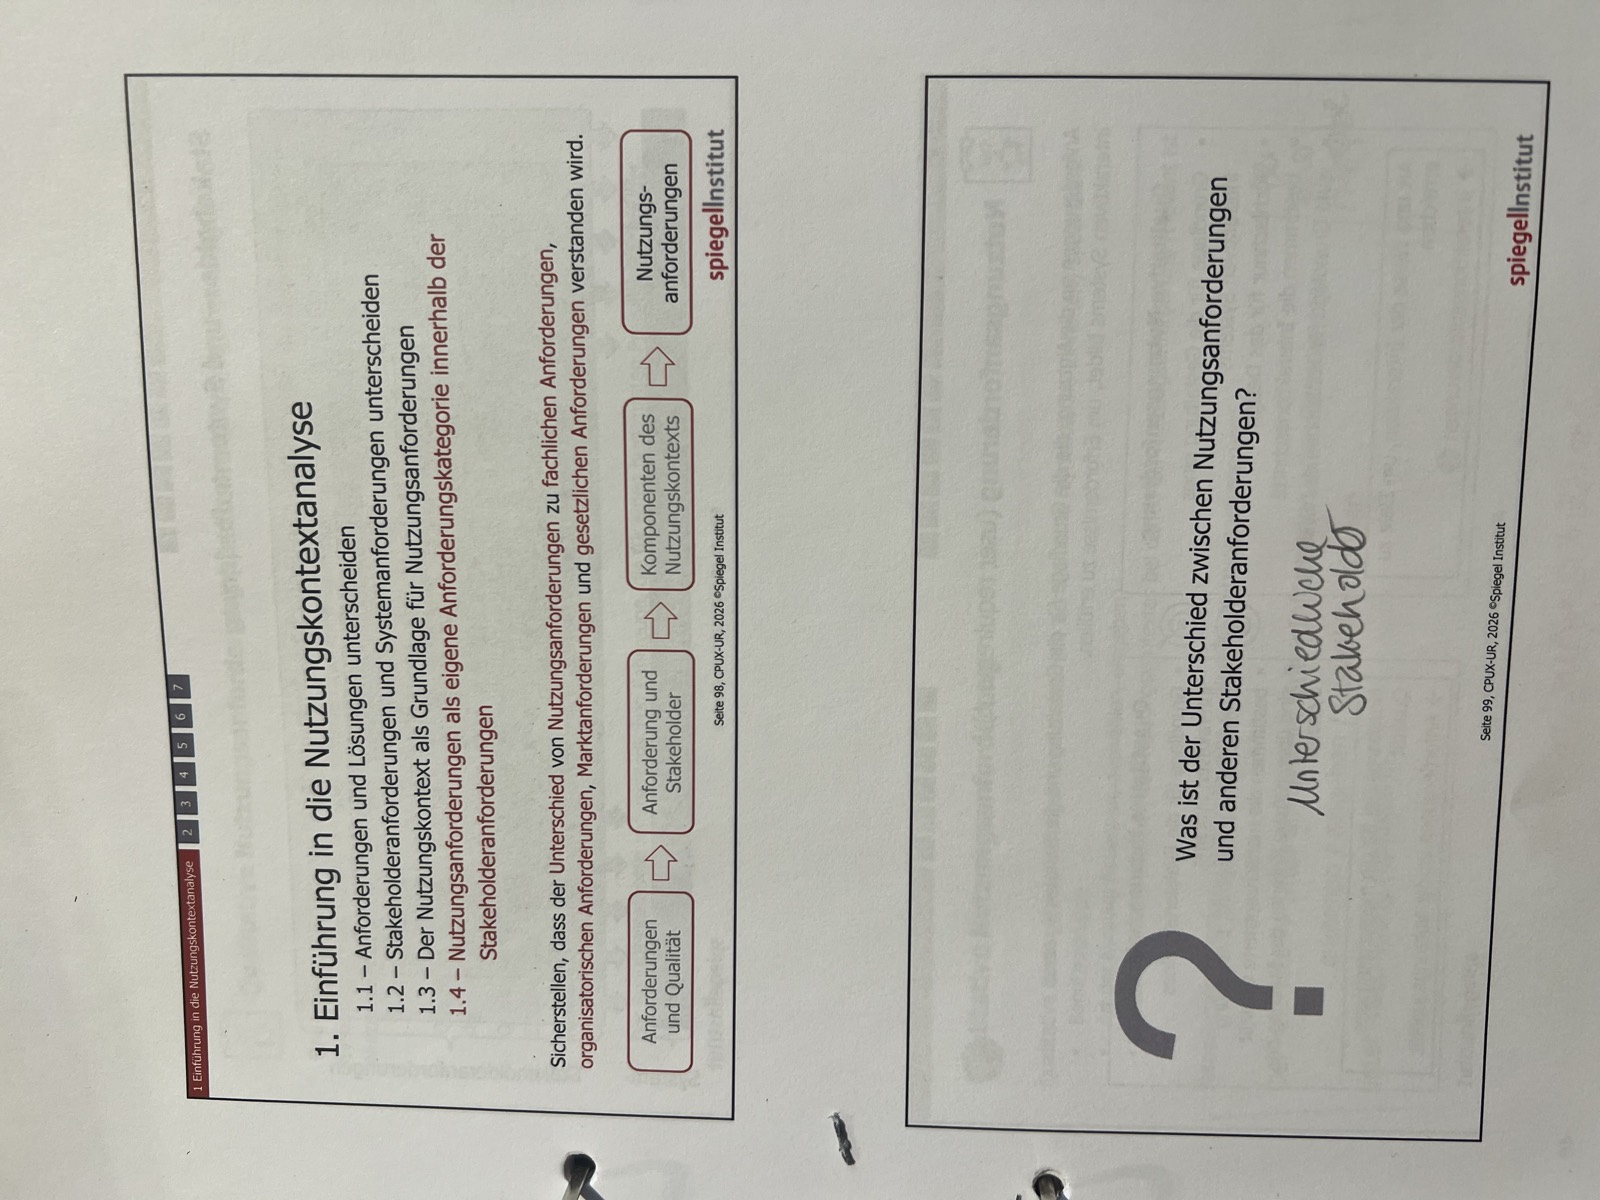 1 Einführung in die Nutzungskontextanalyse 2 3 4 5 6 7
1. Einführung in die Nutzungskontextanalyse
1.1 – Anforderungen und Lösungen unterscheiden
1.2 – Stakeholderanforderungen und Systemanforderungen unterscheiden
1.3 – Der Nutzungskontext als Grundlage für Nutzungsanforderungen
1.4 – Nutzungsanforderungen als eigene Anforderungskategorie innerhalb der
Stakeholderanforderungen
Sicherstellen, dass der Unterschied von Nutzungsanforderungen zu fachlichen Anforderungen,
organisatorischen Anforderungen, Marktanforderungen und gesetzlichen Anforderungen verstanden wird.
Anforderungen
und Qualität
Anforderung und
Stakeholder
Komponenten des
Nutzungskontexts
Nutzungs-
anforderungen
Seite 98, CPUX-UR, 2026 ©Spiegel Institut
spiegelInstitut
?
Was ist der Unterschied zwischen Nutzungsanforderungen
und anderen Stakeholderanforderungen?
Unterschiedliche
Stakeholder
Seite 99, CPUX-UR, 2026 ©Spiegel Institut
spiegelInstitut